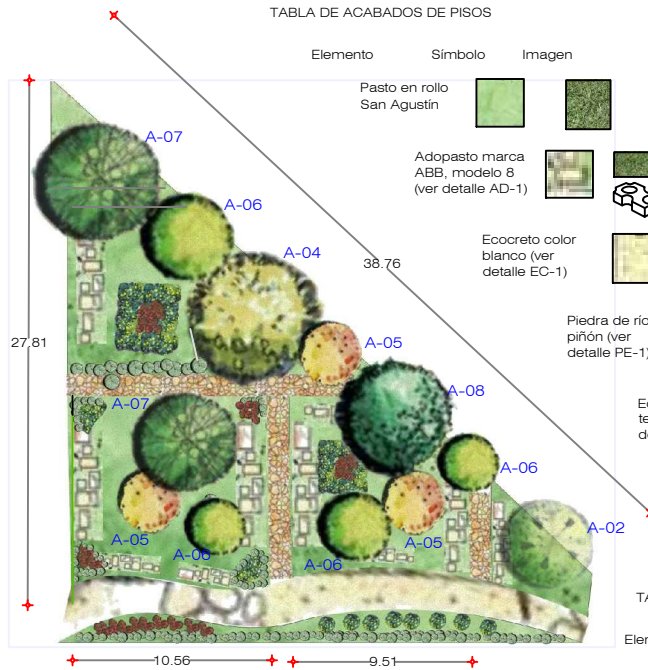 TABLA DE ACABADOS DE PISOS
Elemento Símbolo Imagen
Pasto en rollo
San Agustín
Adopasto marca
ABB, modelo 8
(ver detalle AD-1)
Ecocreto color
blanco (ver
detalle EC-1)
Piedra de río
piñón (ver
detalle PE-1)
A-07
A-06
A-04
38.76
27.81
A-05
A-08
A-07
A-06
A-02
A-05
A-06
A-06
A-05
10.56
9.51